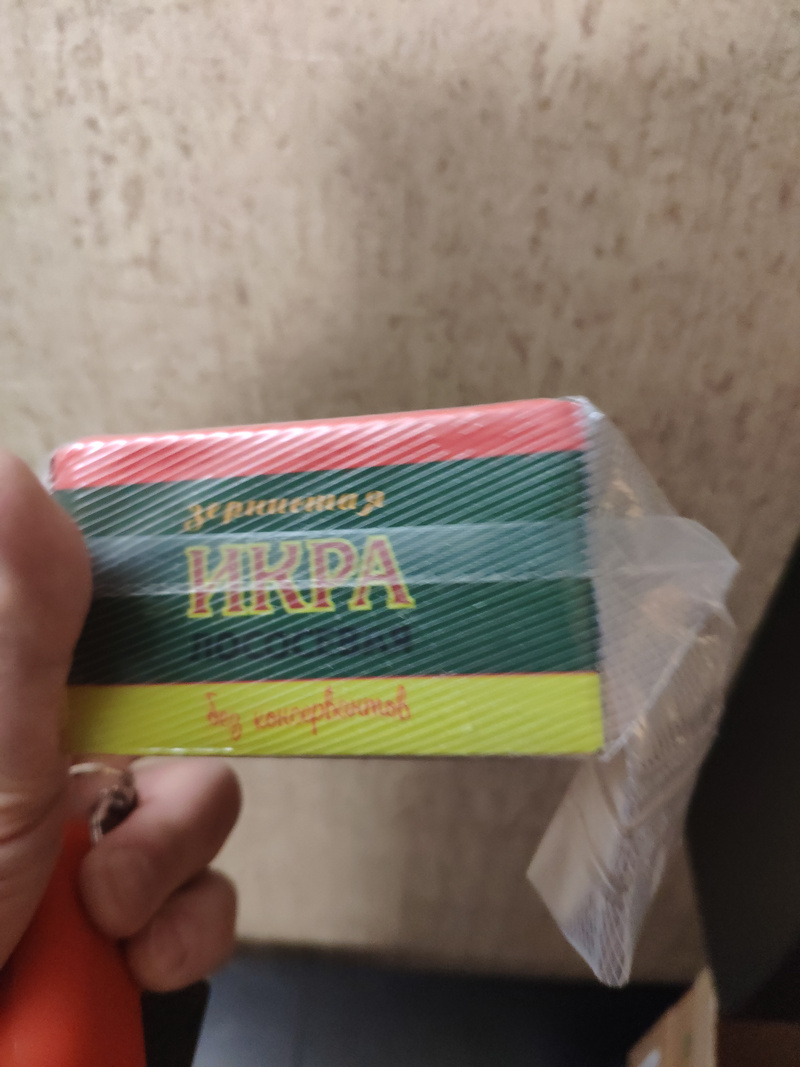 зернистая
ИКРА
лососевая
без консервантов